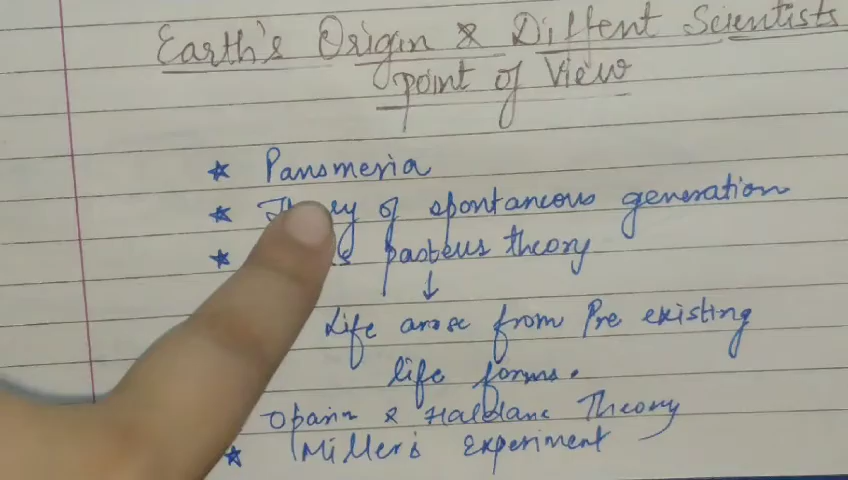 Earth's Origin & Diffent Scientists
point of View
★ Pansmeria
★ of spontaneous generation
★ pasteus theory
↓
Life arose from Pre existing
life forms.
Oparin & Haldane Theory
★ Miller's Experiment